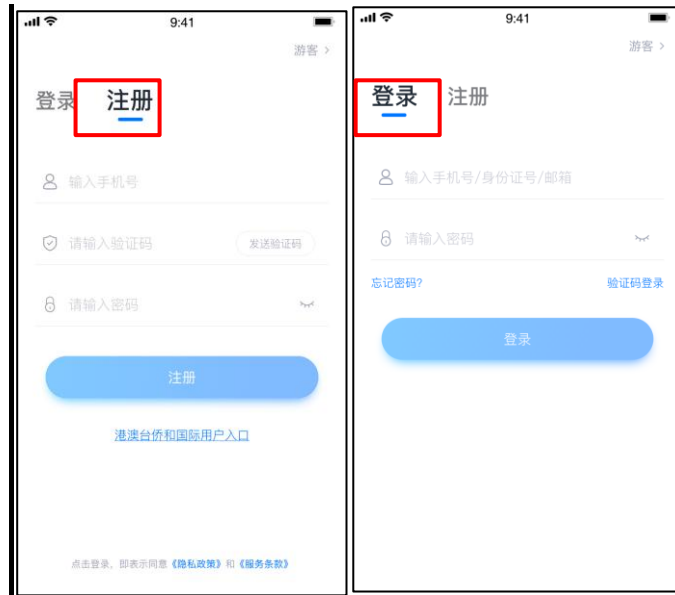 9:41
游客 >
登录 注册
输入手机号
请输入验证码 发送验证码
请输入密码
注册
港澳台侨和国际用户入口
点击登录，即表示同意《隐私政策》和《服务条款》
9:41
游客 >
登录 注册
输入手机号/身份证号/邮箱
请输入密码
忘记密码? 验证码登录
登录